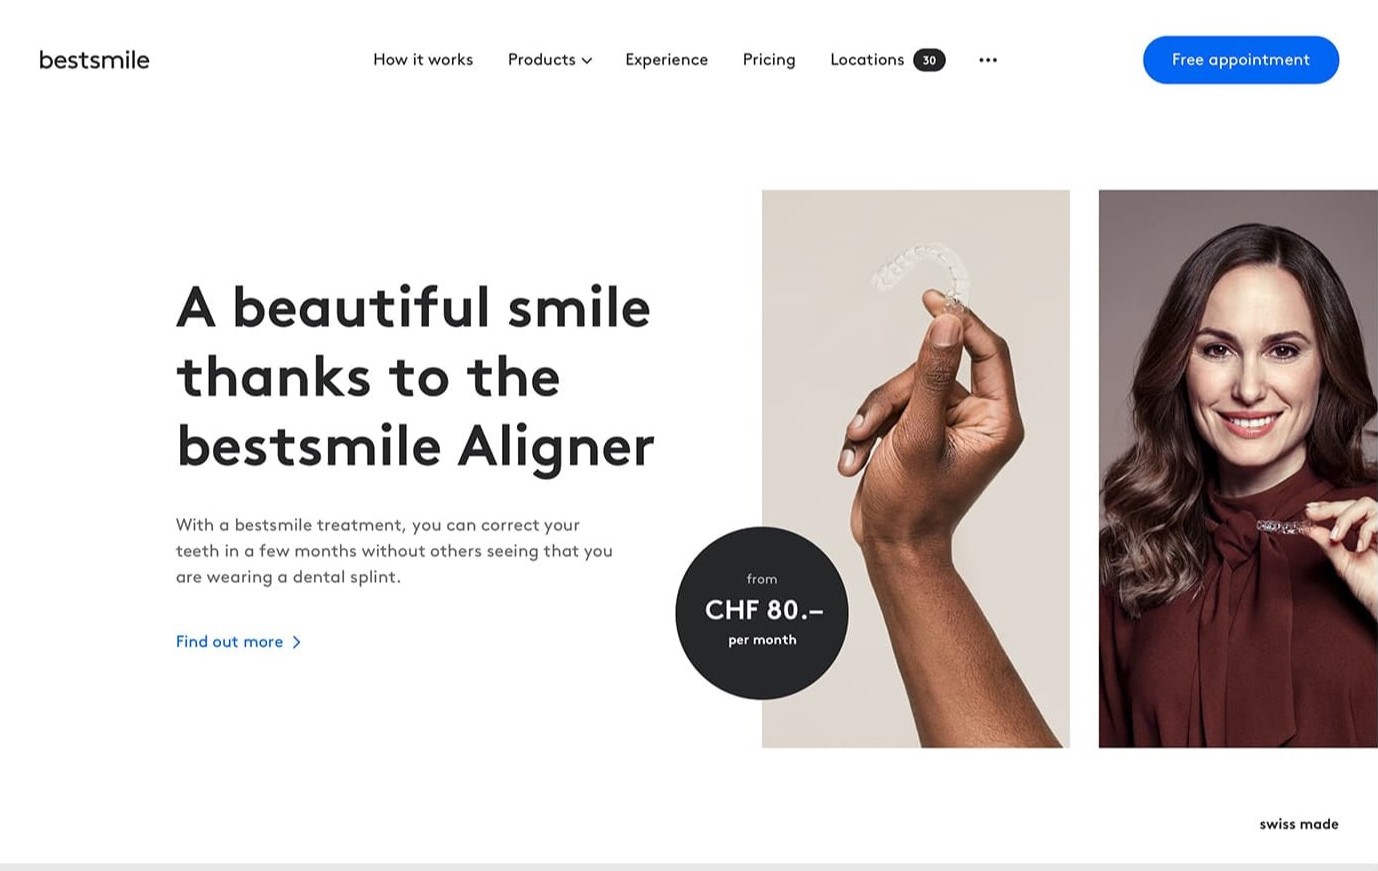 bestsmile
How it works
Products
Experience
Pricing
Locations 30
Free appointment
A beautiful smile
thanks to the
bestsmile Aligner
With a bestsmile treatment, you can correct your
teeth in a few months without others seeing that you
are wearing a dental splint.
Find out more
from
CHF 80.–
per month
swiss made